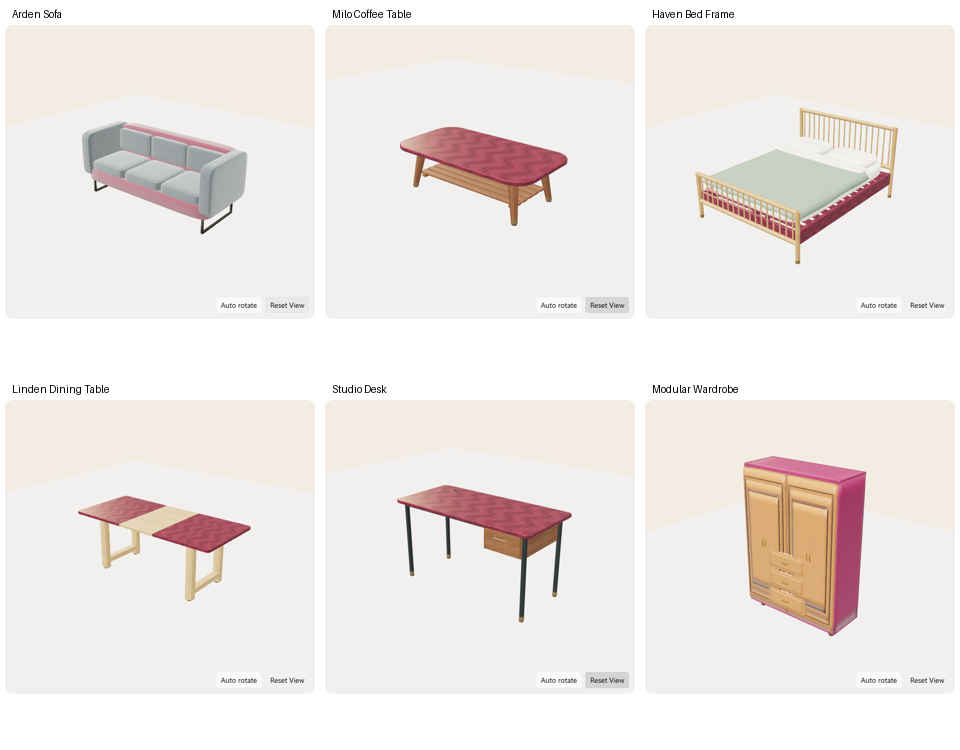 Arden Sofa
Milo Coffee Table
Haven Bed Frame
Auto rotate Reset View
Auto rotate Reset View
Auto rotate Reset View
Linden Dining Table
Studio Desk
Modular Wardrobe
Auto rotate Reset View
Auto rotate Reset View
Auto rotate Reset View